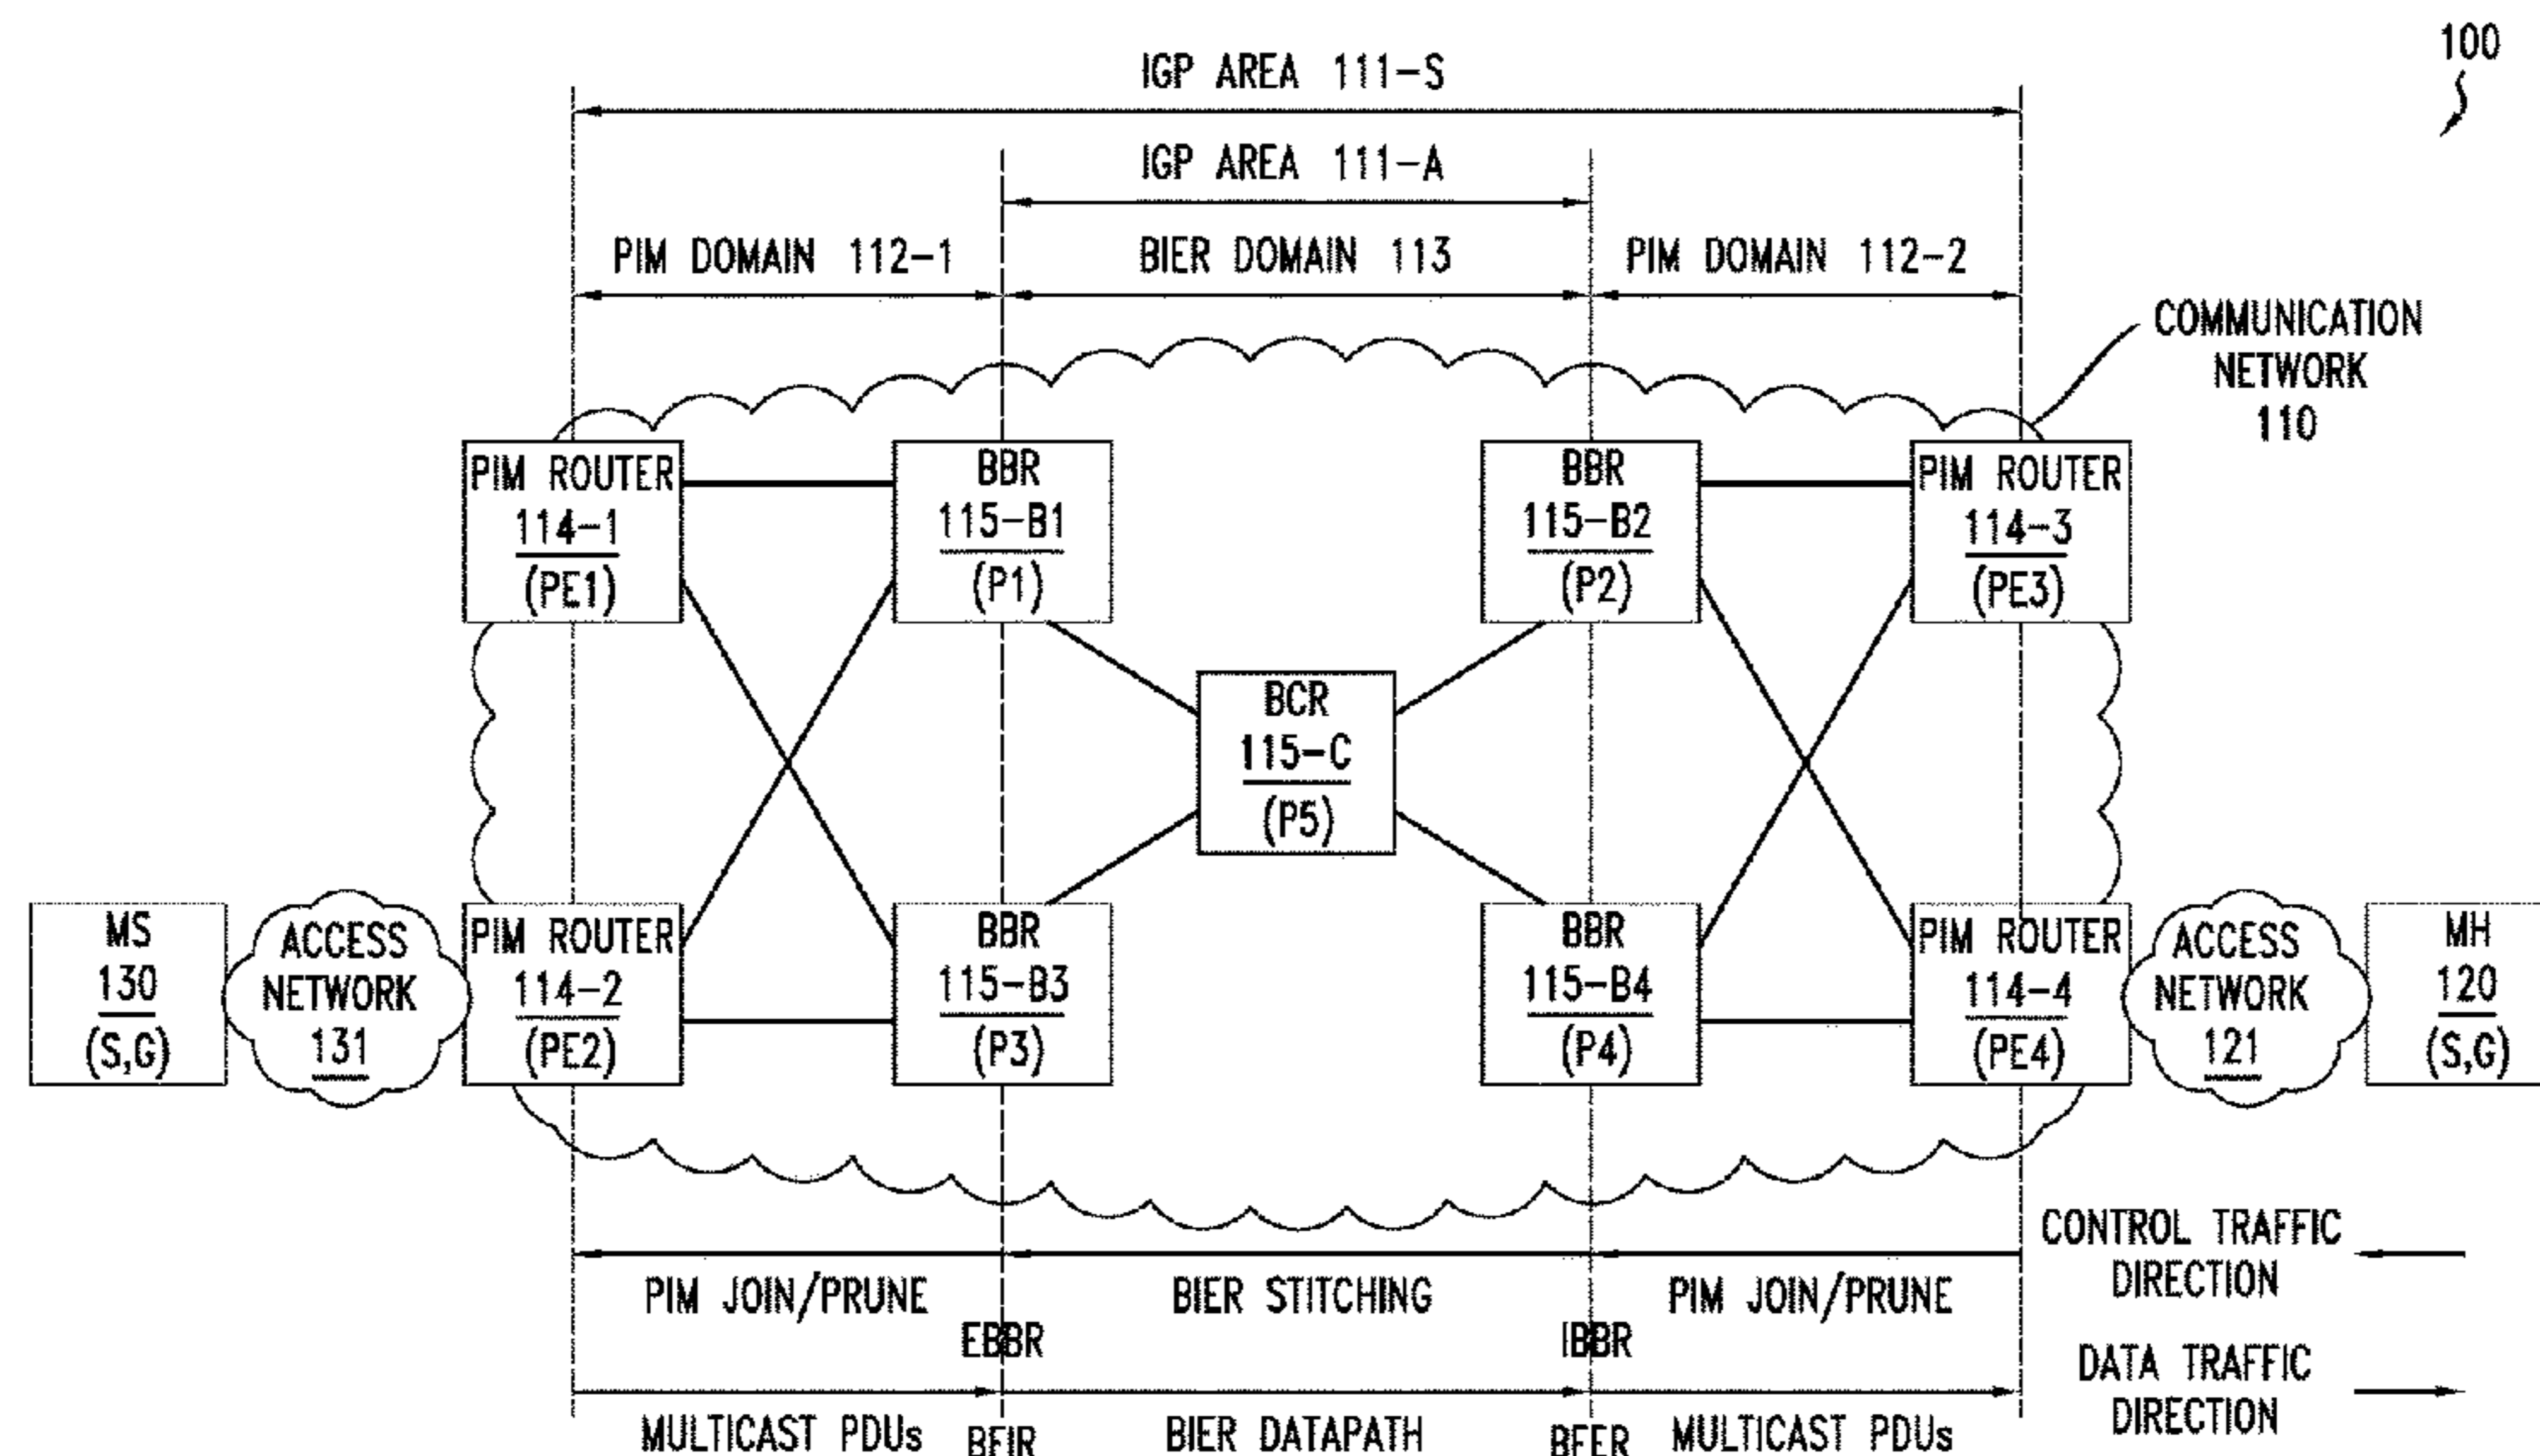 100
IGP AREA 111-S
IGP AREA 111-A
PIM DOMAIN 112-1
BIER DOMAIN 113
PIM DOMAIN 112-2
COMMUNICATION
NETWORK
110
PIM ROUTER
114-1
(PE1)
BBR
115-B1
(P1)
BBR
115-B2
(P2)
PIM ROUTER
114-3
(PE3)
BCR
115-C
(P5)
MS
130
(S,G)
ACCESS
NETWORK
131
PIM ROUTER
114-2
(PE2)
BBR
115-B3
(P3)
BBR
115-B4
(P4)
PIM ROUTER
114-4
(PE4)
ACCESS
NETWORK
121
MH
120
(S,G)
CONTROL TRAFFIC
DIRECTION
PIM JOIN/PRUNE
BIER STITCHING
PIM JOIN/PRUNE
EBBR
IBBR
DATA TRAFFIC
DIRECTION
MULTICAST PDUs
BFIR
BIER DATAPATH
BFER
MULTICAST PDUs